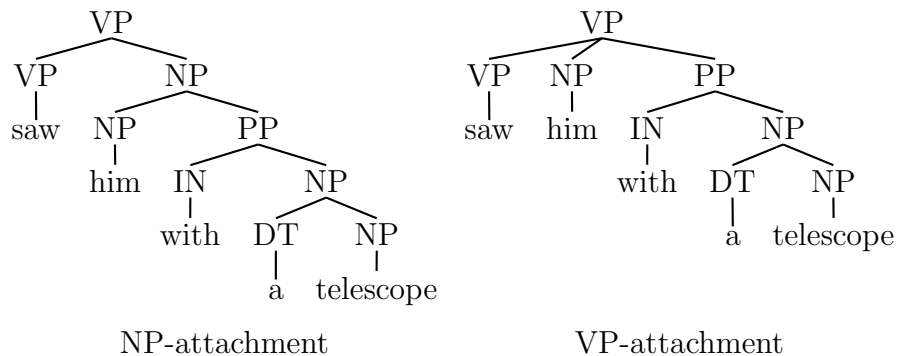 VP VP
VP NP VP NP PP
saw NP PP saw him IN NP
him IN NP with DT NP
with DT NP a telescope
a telescope
NP-attachment VP-attachment